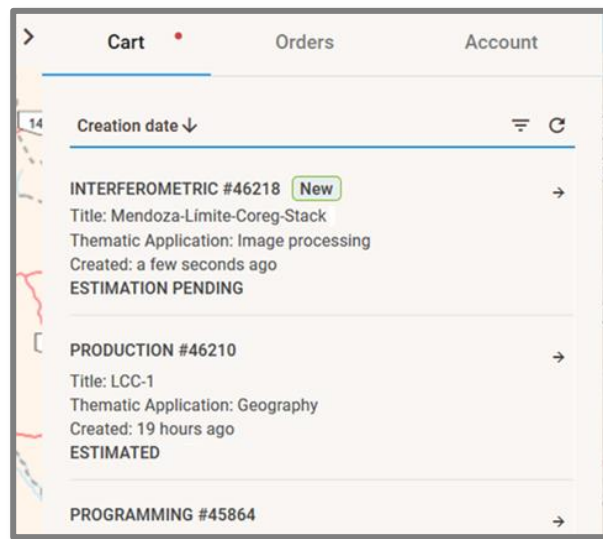 Cart Orders Account
14
Creation date
INTERFEROMETRIC #46218 New
Title: Mendoza-Límite-Coreg-Stack
Thematic Application: Image processing
Created: a few seconds ago
ESTIMATION PENDING
PRODUCTION #46210
Title: LCC-1
Thematic Application: Geography
Created: 19 hours ago
ESTIMATED
PROGRAMMING #45864